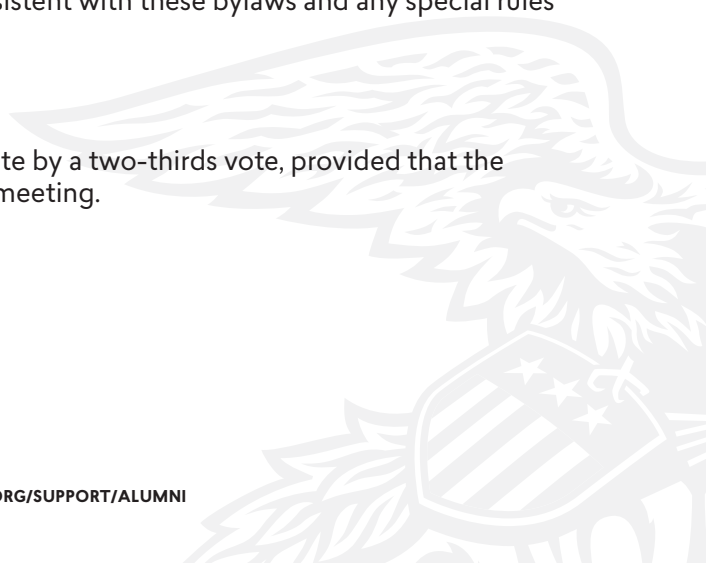 sistent with these bylaws and any special rules
te by a two-thirds vote, provided that the
meeting.
ORG/SUPPORT/ALUMNI